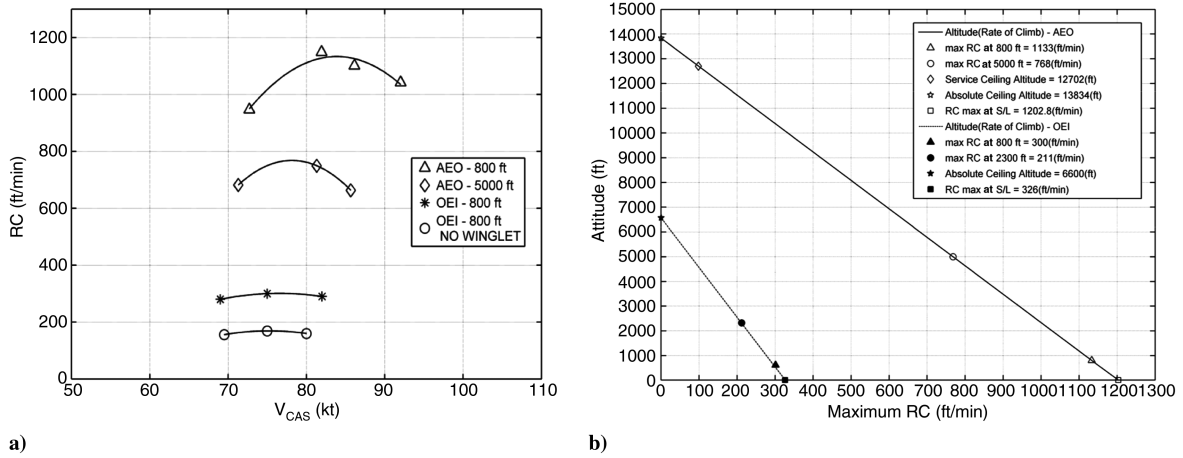 1200
1000
800
600
400
200
0
RC (ft/min)
50
60
70
80
90
100
110
V_CAS (kt)
AEO - 800 ft
AEO - 5000 ft
OEI - 800 ft
OEI - 800 ft
NO WINGLET
a)
15000
14000
13000
12000
11000
10000
9000
8000
7000
6000
5000
4000
3000
2000
1000
0
Altitude (ft)
0
100
200
300
400
500
600
700
800
900
1000
1100
1200
1300
Maximum RC (ft/min)
Altitude(Rate of Climb) - AEO
max RC at 800 ft = 1133(ft/min)
max RC at 5000 ft = 768(ft/min)
Service Ceiling Altitude = 12702(ft)
Absolute Ceiling Altitude = 13834(ft)
RC max at S/L = 1202.8(ft/min)
Altitude(Rate of Climb) - OEI
max RC at 800 ft = 300(ft/min)
max RC at 2300 ft = 211(ft/min)
Absolute Ceiling Altitude = 6600(ft)
RC max at S/L = 326(ft/min)
b)